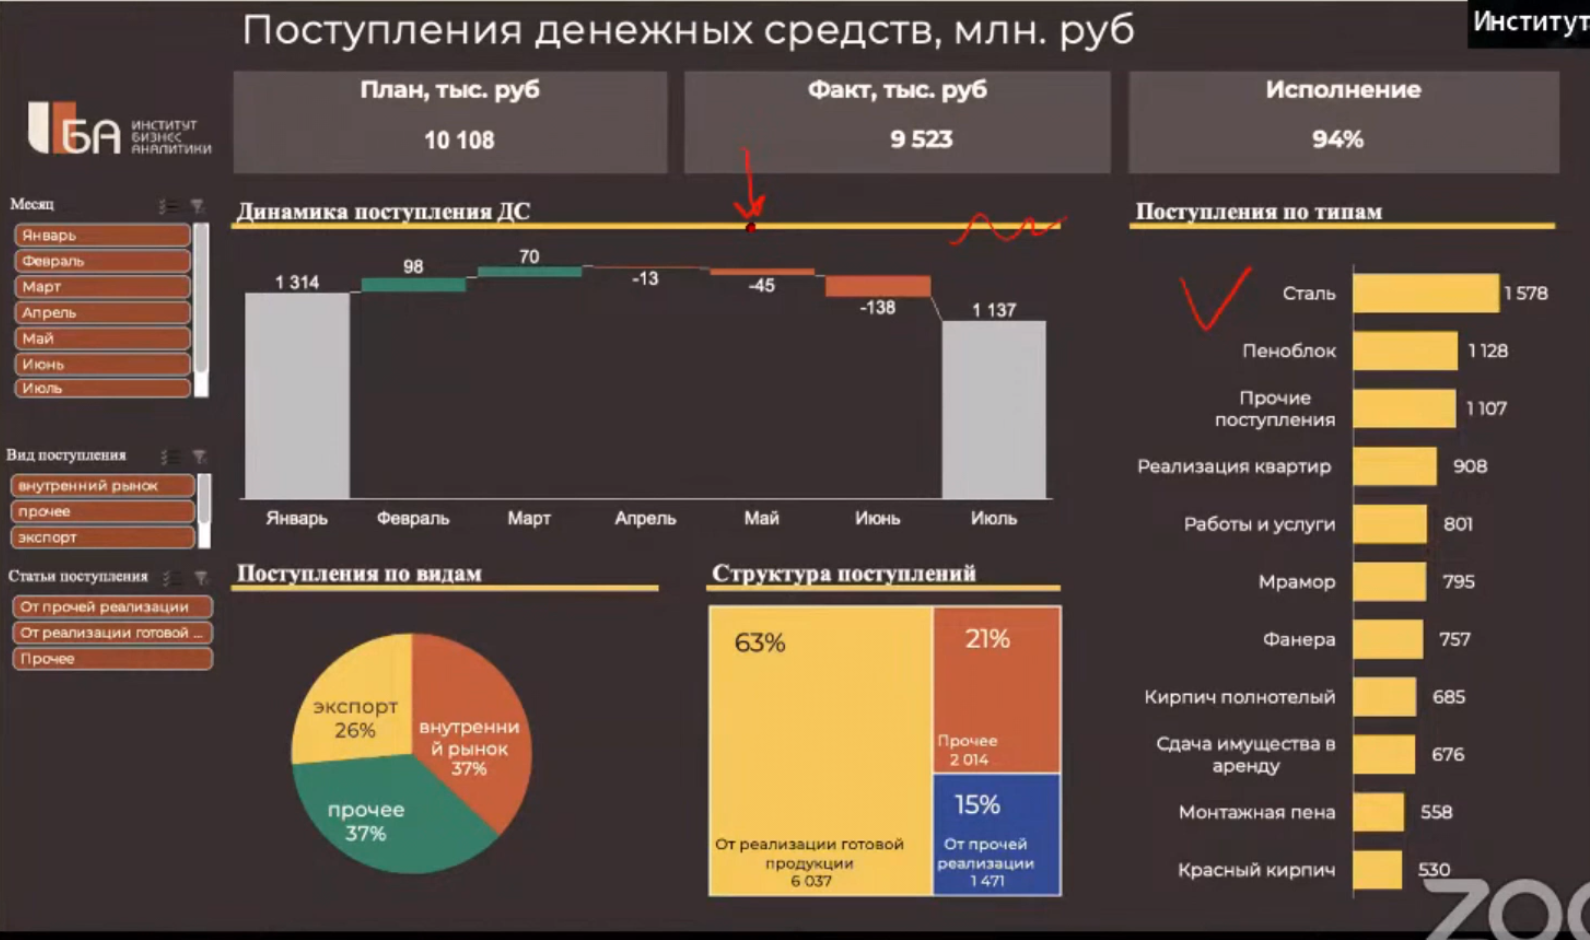 Поступления денежных средств, млн. руб
Институт
План, тыс. руб
10 108
Факт, тыс. руб
9 523
Исполнение
94%
БА
ИНСТИТУТ
БИЗНЕС
АНАЛИТИКИ
Месяц
Январь
Февраль
Март
Апрель
Май
Июнь
Июль
Вид поступления
внутренний рынок
прочее
экспорт
Статьи поступления
От прочей реализации
От реализации готовой ...
Прочее
Динамика поступления ДС
1 314
98
70
-13
-45
-138
1 137
Январь
Февраль
Март
Апрель
Май
Июнь
Июль
Поступления по видам
экспорт
26%
внутренни
й рынок
37%
прочее
37%
Структура поступлений
63%
От реализации готовой
продукции
6 037
21%
Прочее
2 014
15%
От прочей
реализации
1 471
Поступления по типам
Сталь 1 578
Пеноблок 1 128
Прочие
поступления 1 107
Реализация квартир 908
Работы и услуги 801
Мрамор 795
Фанера 757
Кирпич полнотелый 685
Сдача имущества в
аренду 676
Монтажная пена 558
Красный кирпич 530